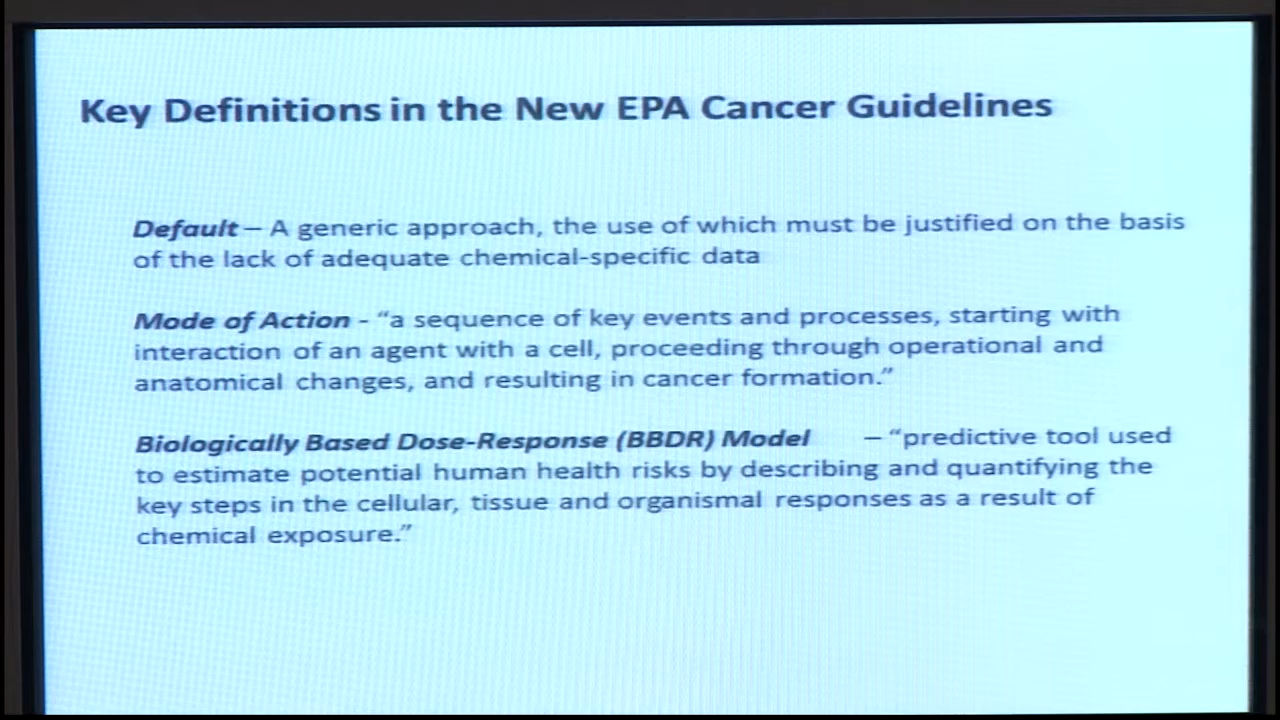 Key Definitions in the New EPA Cancer Guidelines
Default – A generic approach, the use of which must be justified on the basis
of the lack of adequate chemical-specific data
Mode of Action - “a sequence of key events and processes, starting with
interaction of an agent with a cell, proceeding through operational and
anatomical changes, and resulting in cancer formation.”
Biologically Based Dose-Response (BBDR) Model – “predictive tool used
to estimate potential human health risks by describing and quantifying the
key steps in the cellular, tissue and organismal responses as a result of
chemical exposure.”